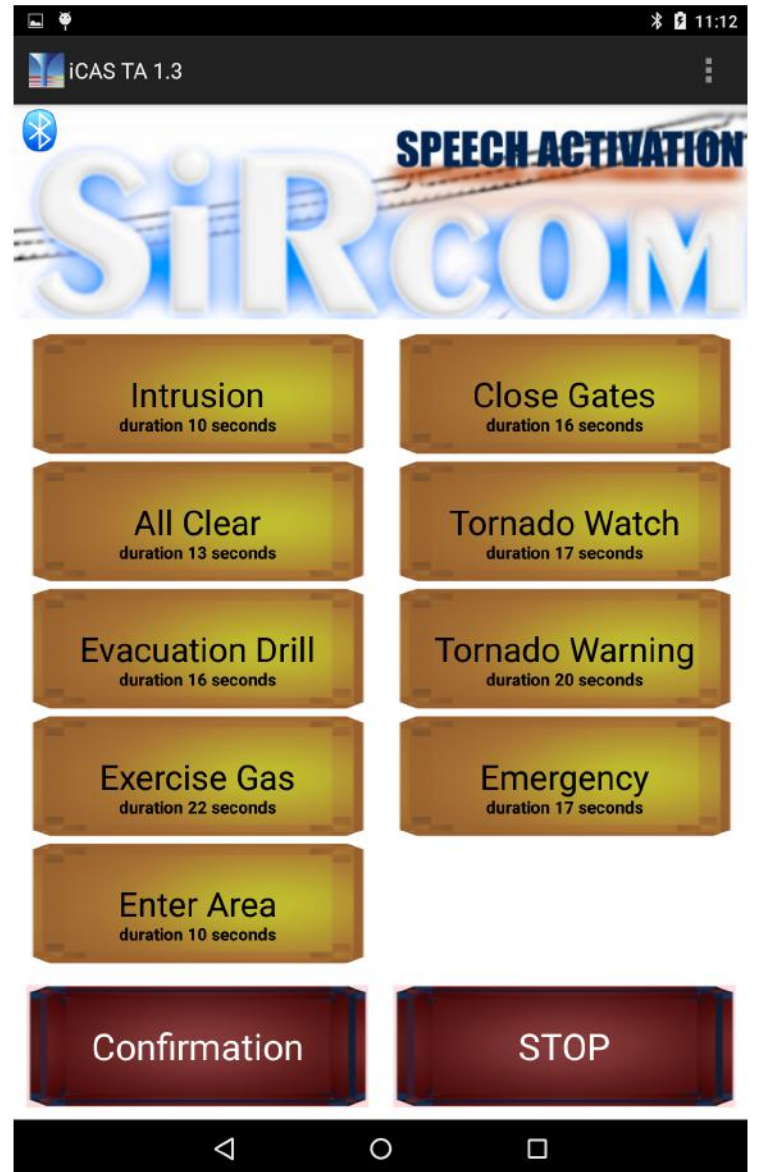 11:12
iCAS TA 1.3
SPEECH ACTIVATION
SiRcom
Intrusion
duration 10 seconds
Close Gates
duration 16 seconds
All Clear
duration 13 seconds
Tornado Watch
duration 17 seconds
Evacuation Drill
duration 16 seconds
Tornado Warning
duration 20 seconds
Exercise Gas
duration 22 seconds
Emergency
duration 17 seconds
Enter Area
duration 10 seconds
Confirmation
STOP